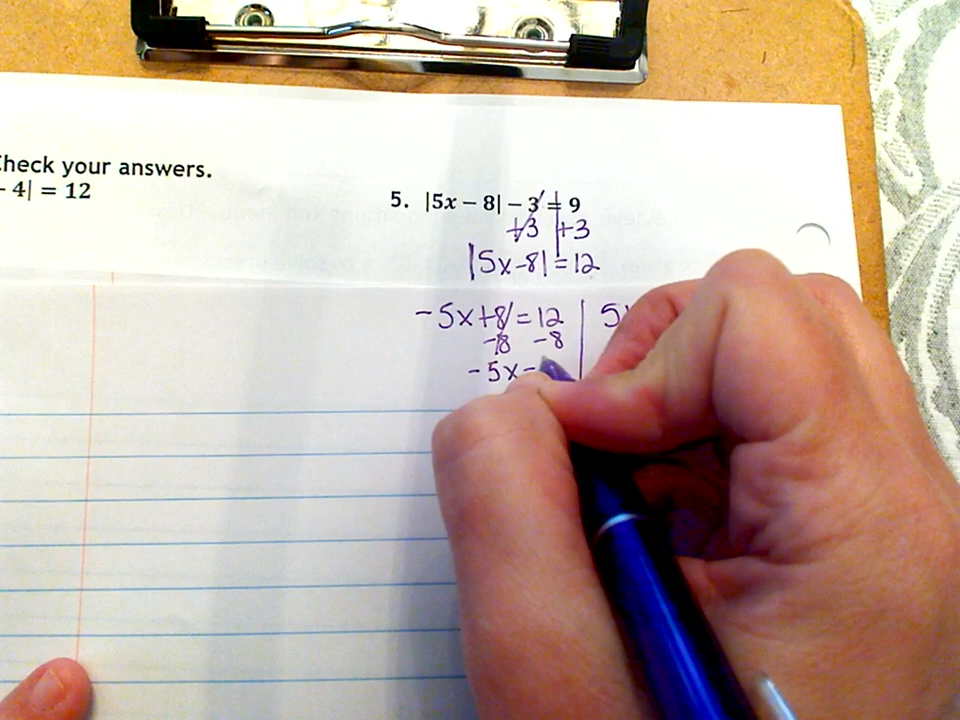 Check your answers.
- 4| = 12
5. |5x - 8| - 3 = 9
+3 +3
|5x-8| = 12
-5x+8 = 12
-8 -8
-5x =